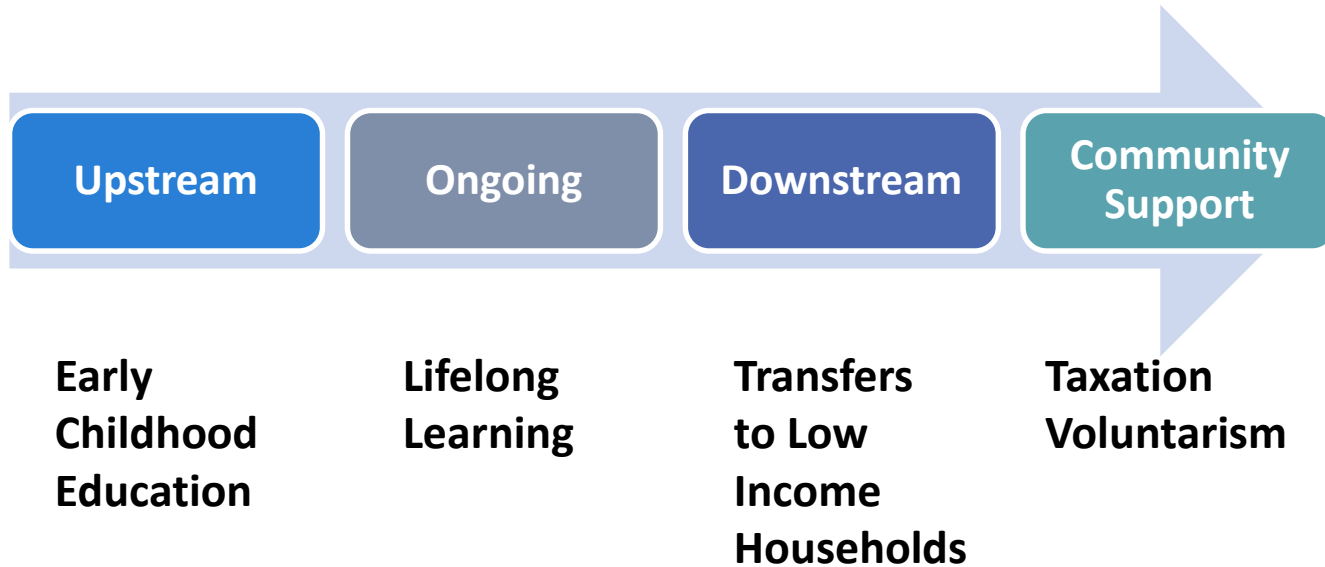 Upstream
Ongoing
Downstream
Community
Support
Early
Childhood
Education
Lifelong
Learning
Transfers
to Low
Income
Households
Taxation
Voluntarism